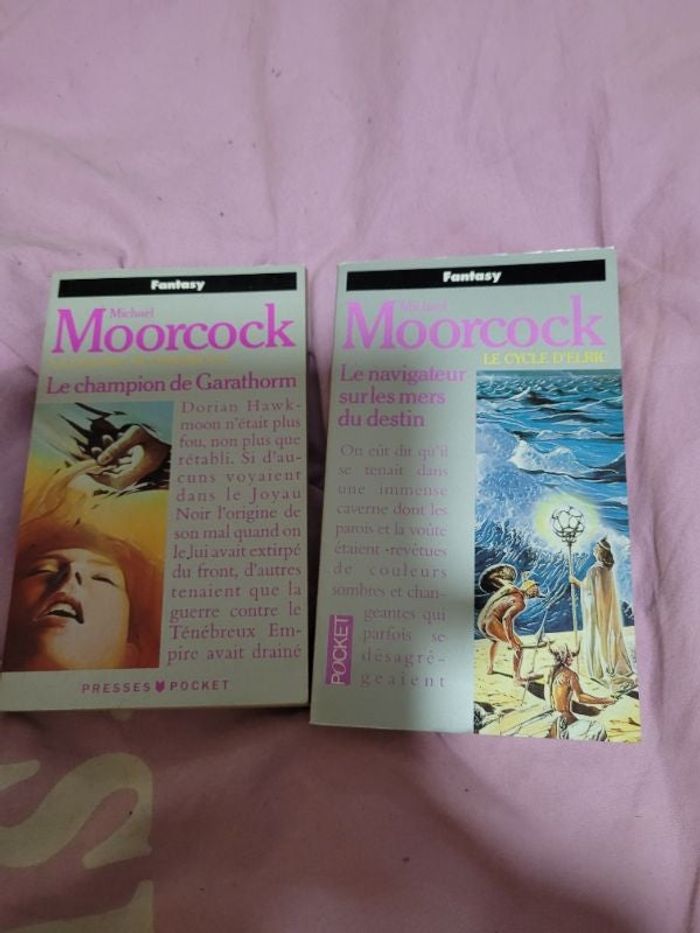 Fantasy
Michael
Moorcock
Le champion de Garathorm
Dorian Hawk-
moon n'était plus
fou, non plus que
rétabli. Si d'au-
cuns voyaient
dans le Joyau
Noir l'origine de
son mal quand on
le lui avait extirpé
du front, d'autres
tenaient que la
guerre contre le
Ténébreux Em-
pire avait drainé
PRESSES POCKET
Fantasy
Michael
Moorcock
LE CYCLE D'ELRIC
Le navigateur
sur les mers
du destin
On eût dit qu'il
se tenait dans
une immense
caverne dont les
parois et la voûte
étaient revêtues
de couleurs
sombres et chan-
geantes qui
parfois se
désagré-
geaient
POCKET